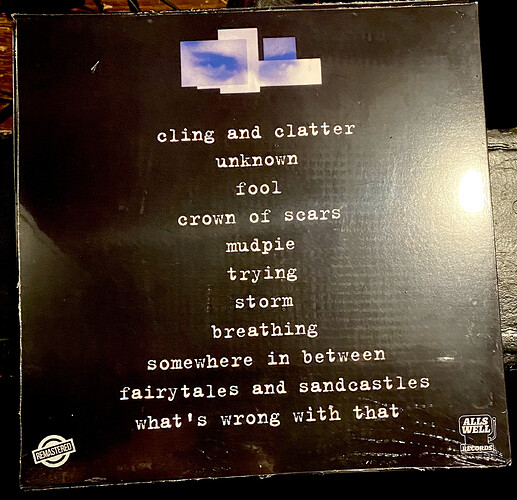 cling and clatter
unknown
fool
crown of scars
mudpie
trying
storm
breathing
somewhere in between
fairytales and sandcastles
what's wrong with that
REMASTERED
ALLS
WELL
RECORDS